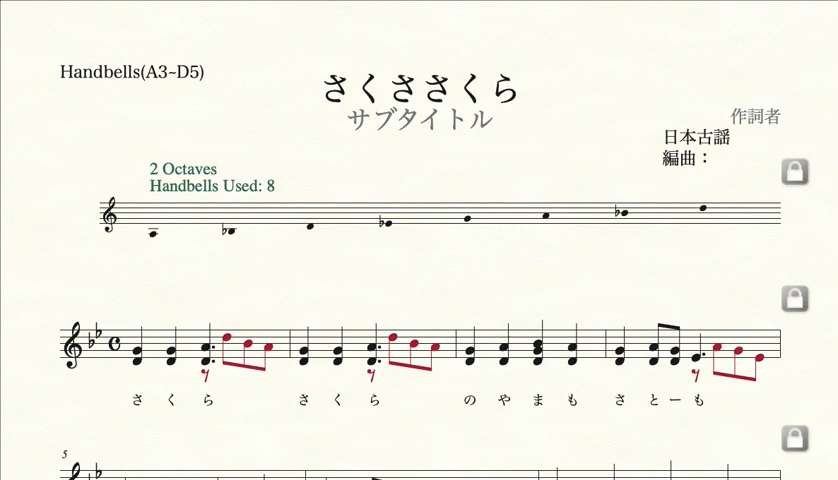 Handbells(A3~D5)
さくささくら
サブタイトル
作詞者
日本古謡
編曲：
2 Octaves
Handbells Used: 8
さ く ら さ く ら の や ま も さ と ー も
5